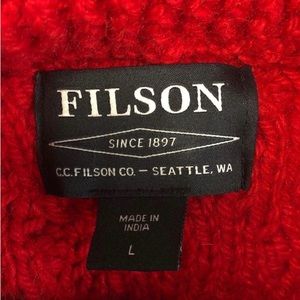 FILSON
SINCE 1897
C.C. FILSON CO. – SEATTLE, WA
MADE IN
INDIA
L